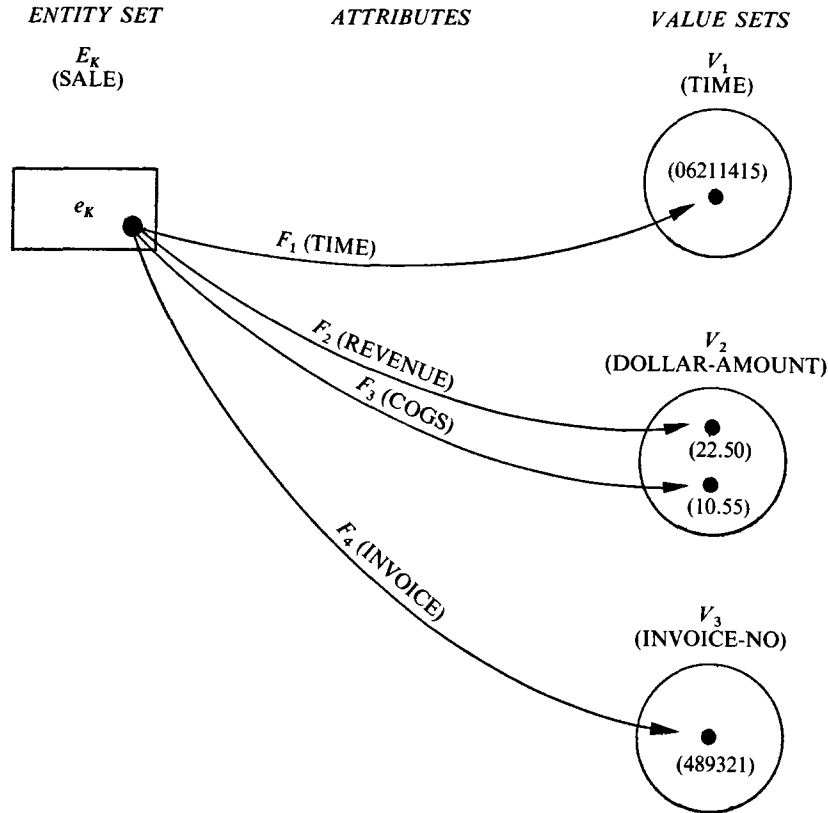 ENTITY SET
ATTRIBUTES
VALUE SETS
E_K
(SALE)
V_1
(TIME)
(06211415)
e_K
F_1 (TIME)
F_2 (REVENUE)
F_3 (COGS)
V_2
(DOLLAR-AMOUNT)
(22.50)
(10.55)
F_4 (INVOICE)
V_3
(INVOICE-NO)
(489321)